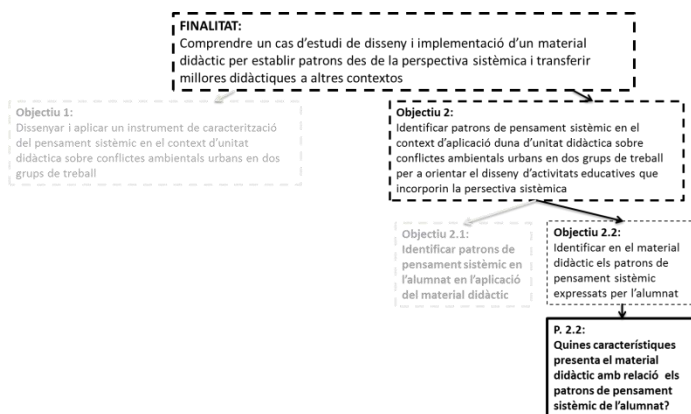 FINALITAT:
Comprendre un cas d'estudi de disseny i implementació d'un material
didàctic per establir patrons des de la perspectiva sistèmica i transferir
millores didàctiques a altres contextos
Objectiu 1:
Dissenyar i aplicar un instrument de caracterització
del pensament sistèmic en el context d'unitat
didàctica sobre conflictes ambientals urbans en dos
grups de treball
Objectiu 2:
Identificar patrons de pensament sistèmic en el
context d'aplicació duna d'unitat didàctica sobre
conflictes ambientals urbans en dos grups de treball
per a orientar el disseny d'activitats educatives que
incorporin la persectiva sistèmica
Objectiu 2.1:
Identificar patrons de
pensament sistèmic en
l'alumnat en l'aplicació
del material didàctic
Objectiu 2.2:
Identificar en el material
didàctic els patrons de
pensament sistèmic
expressats per l'alumnat
P. 2.2:
Quines característiques
presenta el material
didàctic amb relació els
patrons de pensament
sistèmic de l'alumnat?